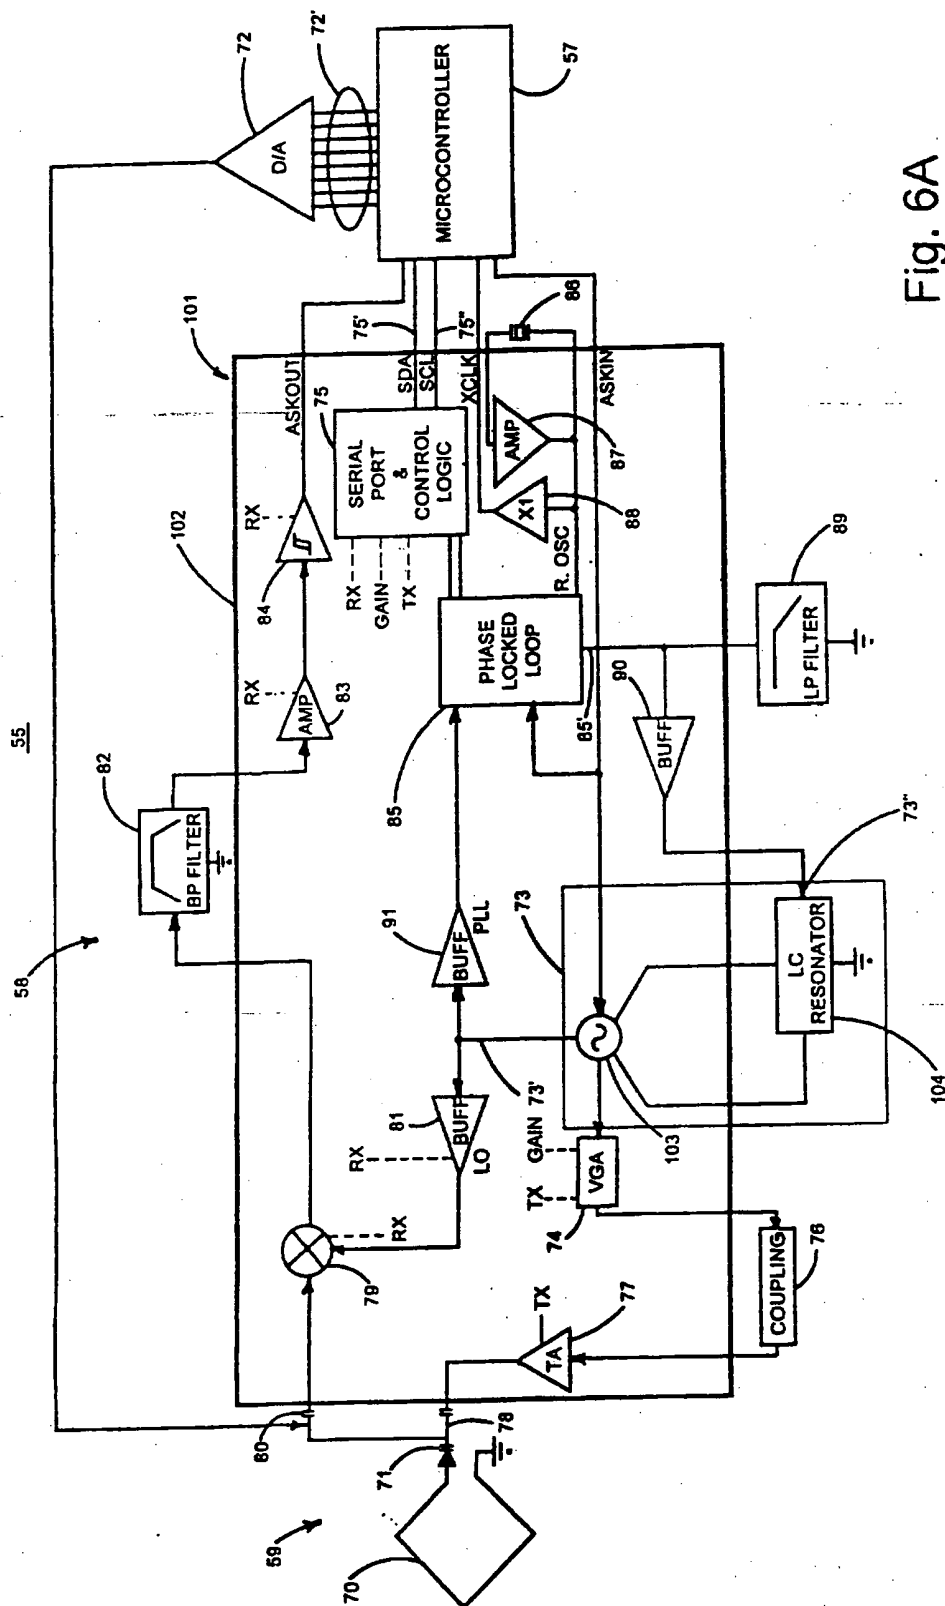 55
58
101
102
72
D/A
72'
MICROCONTROLLER
57
82
BP FILTER
RX
AMP
83
RX
84
ASKOUT
75
SERIAL
PORT
&
CONTROL
LOGIC
RX
GAIN
TX
SDA
SCL
75'
75"
XCLK
86
AMP
87
X1
88
R. OSC
ASKIN
PHASE
LOCKED
LOOP
85
85'
89
LP FILTER
90
BUFF
91
BUFF
PLL
81
BUFF
LO
RX
73'
RX
79
73
103
73"
LC
RESONATOR
104
GAIN
TX
VGA
74
COUPLING
76
TX
TA
77
78
80
71
59
70
Fig. 6A